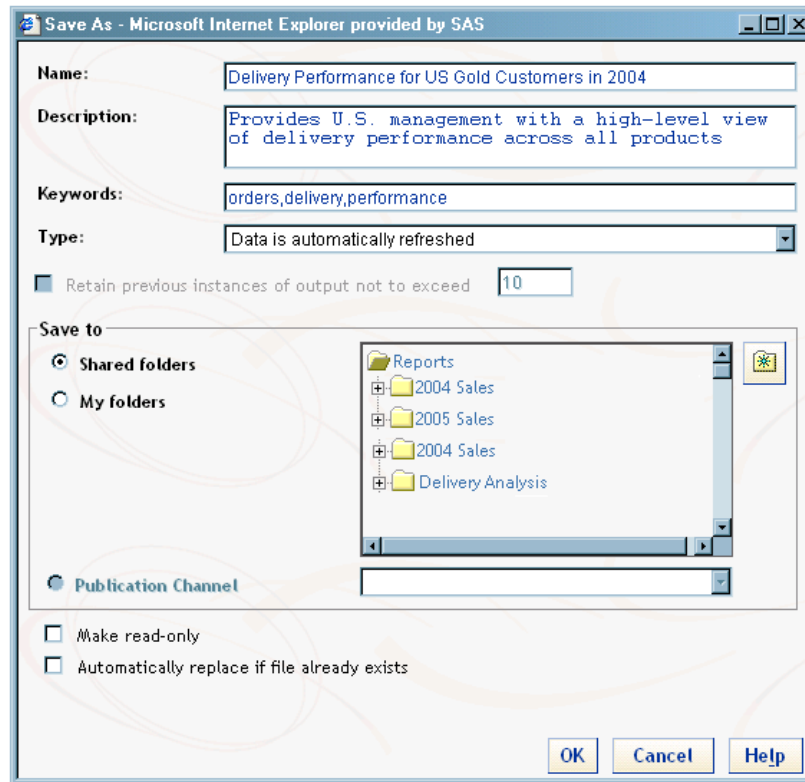 Save As - Microsoft Internet Explorer provided by SAS
Name:
Delivery Performance for US Gold Customers in 2004
Description:
Provides U.S. management with a high-level view
of delivery performance across all products
Keywords:
orders,delivery,performance
Type:
Data is automatically refreshed
Retain previous instances of output not to exceed 10
Save to
Shared folders
My folders
Reports
2004 Sales
2005 Sales
2004 Sales
Delivery Analysis
Publication Channel
Make read-only
Automatically replace if file already exists
OK Cancel Help